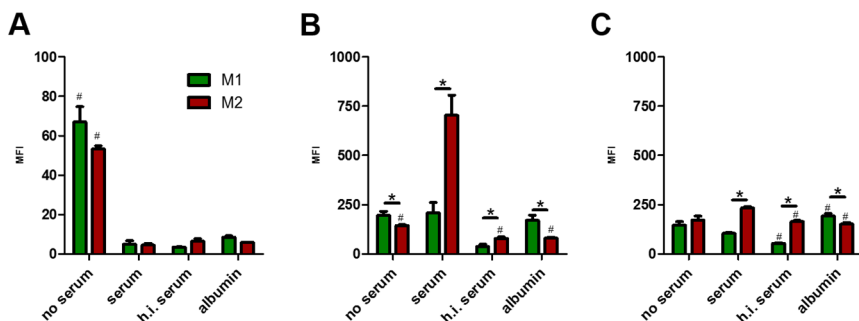 A
100
80
60
40
20
0
MFI
# #
M1
M2
no serum
serum
h.i. serum
albumin
B
1000
750
500
250
0
MFI
* # * * # * #
no serum
serum
h.i. serum
albumin
C
1000
750
500
250
0
MFI
* # * # # * #
no serum
serum
h.i. serum
albumin